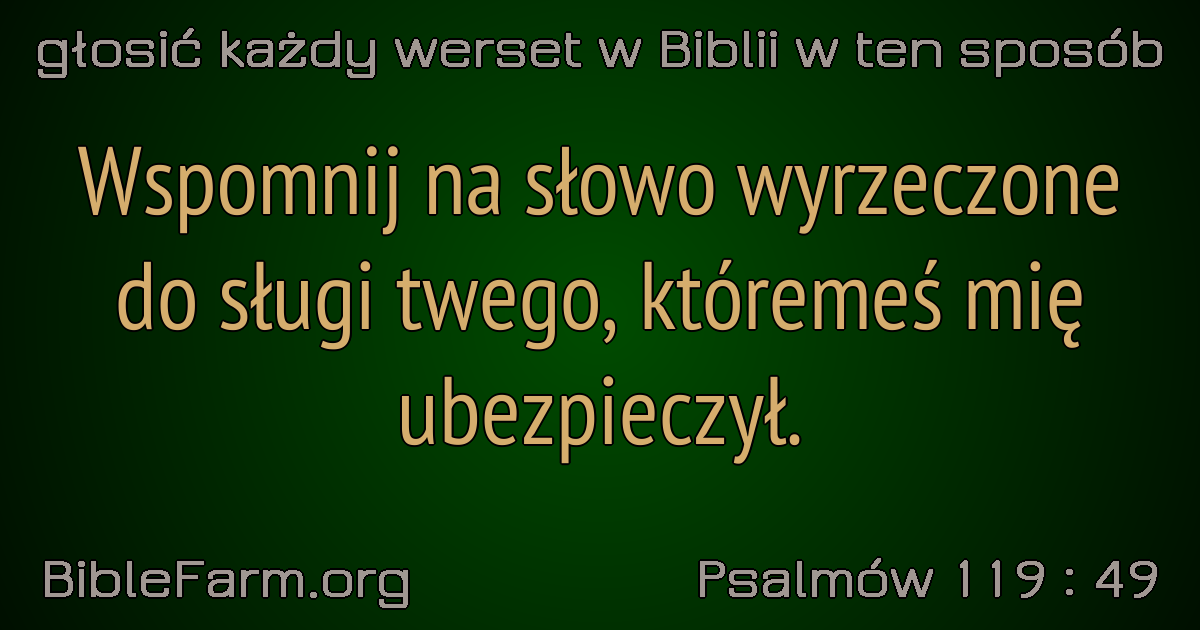 głosić każdy werset w Biblii w ten sposób
Wspomnij na słowo wyrzeczone
do sługi twego, któremeś mię
ubezpieczył.
BibleFarm.org
Psalmów 119 : 49